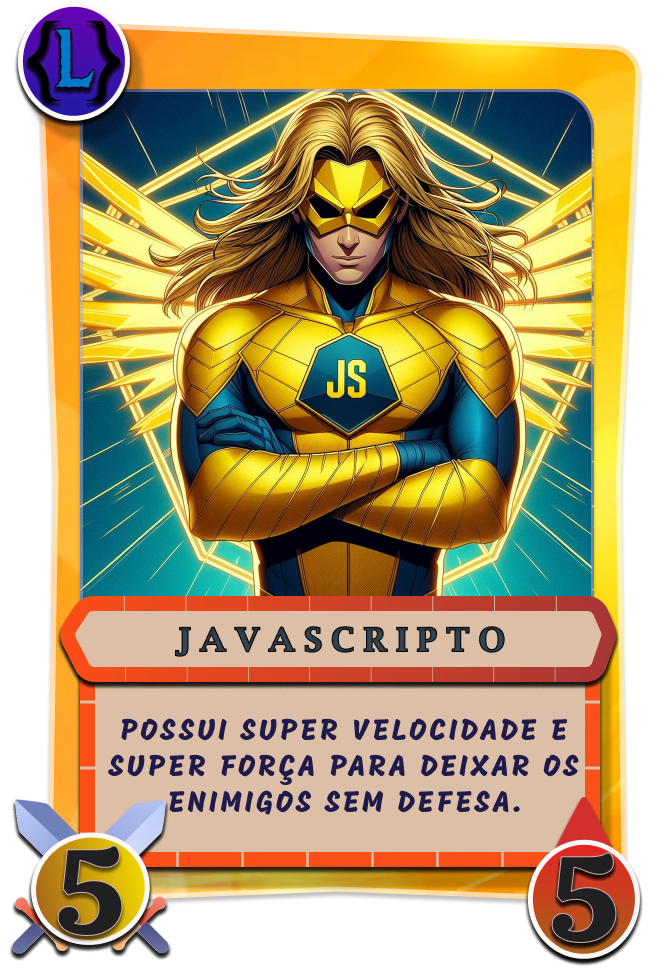 {L}
JS
JAVASCRIPTO
POSSUI SUPER VELOCIDADE E
SUPER FORÇA PARA DEIXAR OS
ENIMIGOS SEM DEFESA.
5
5